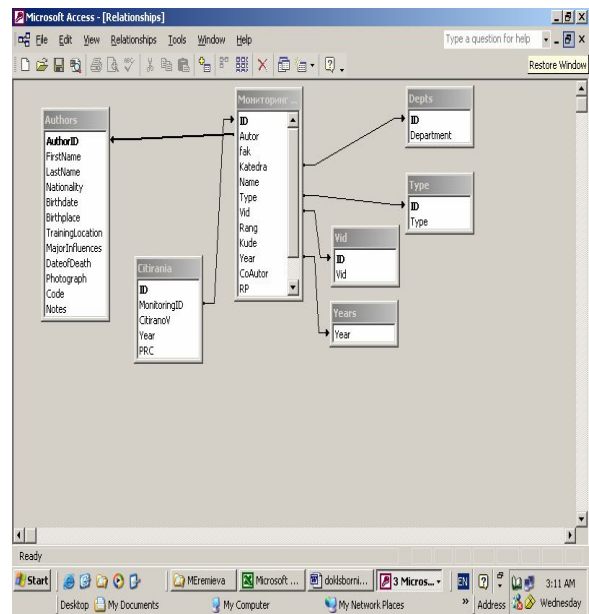 Microsoft Access - [Relationships]
File Edit View Relationships Tools Window Help
Type a question for help
Restore Window
Authors
AuthorID
FirstName
LastName
Nationality
Birthdate
Birthplace
TrainingLocation
MajorInfluences
DateofDeath
Photograph
Code
Notes
Citirania
ID
MonitoringID
CitiranoV
Year
PRC
Мониторинг ...
ID
Autor
fak
Katedra
Name
Type
Vid
Rang
Kude
Year
CoAutor
RP
Depts
ID
Department
Type
ID
Type
Vid
ID
Vid
Years
Year
Ready
Start
MEremieva
Microsoft ...
doklsborni...
3 Micros...
EN
3:11 AM
Desktop My Documents My Computer My Network Places » Address Wednesday